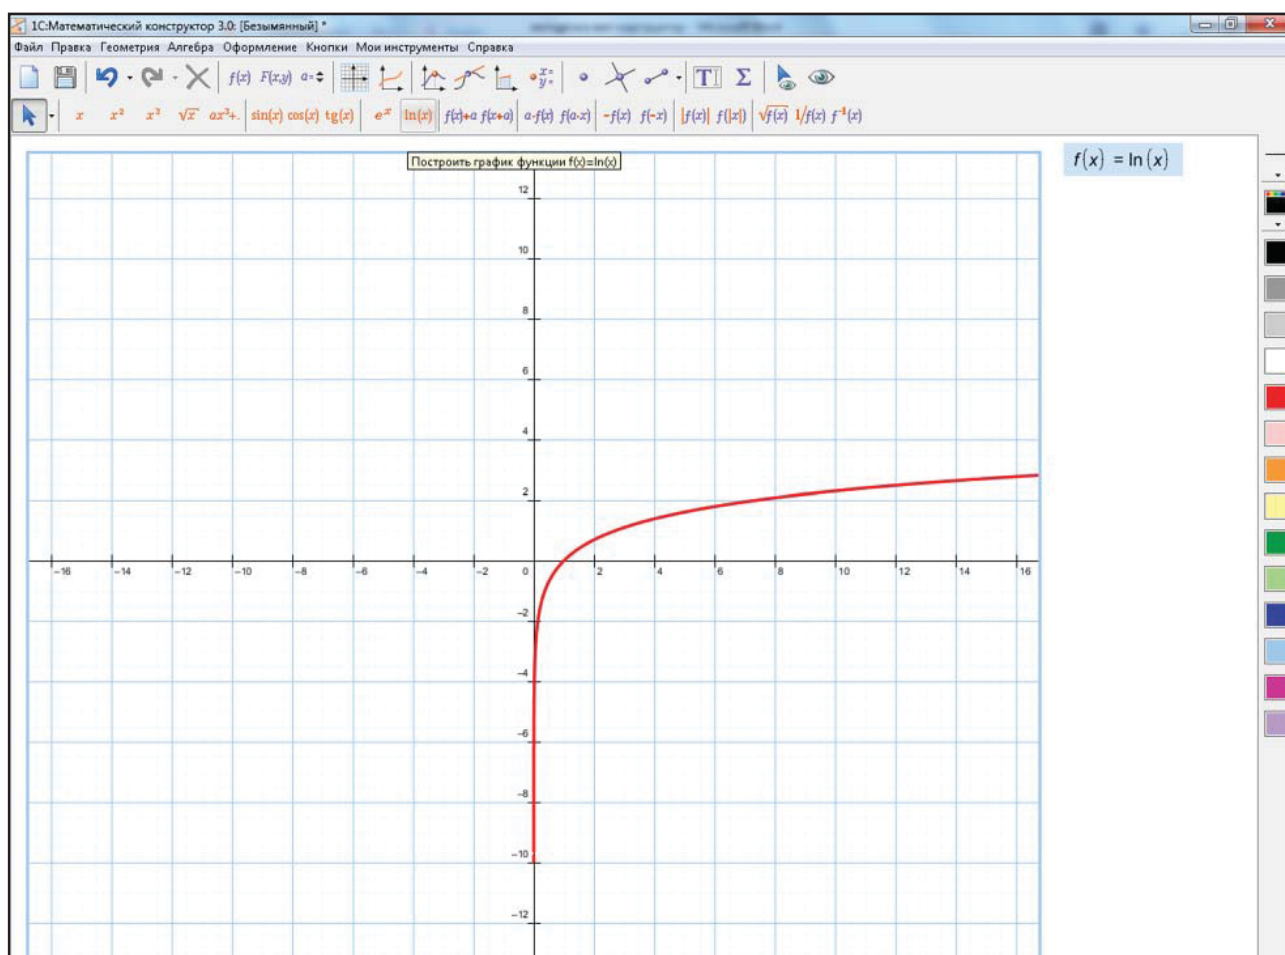 1С:Математический конструктор 3.0: [Безымянный] *
Файл Правка Геометрия Алгебра Оформление Кнопки Мои инструменты Справка
f(x) F(x,y) a= x= y= T Σ
x x² x³ √x ax³+. sin(x) cos(x) tg(x) eˣ ln(x) f(x)+a f(x+a) a·f(x) f(a·x) -f(x) f(-x) |f(x)| f(|x|) √f(x) 1/f(x) f⁻¹(x)
Построить график функции f(x)=ln(x)
f(x) = ln(x)
12
10
8
6
4
2
−16 −14 −12 −10 −8 −6 −4 −2 0 2 4 6 8 10 12 14 16
−2
−4
−6
−8
−10
−12